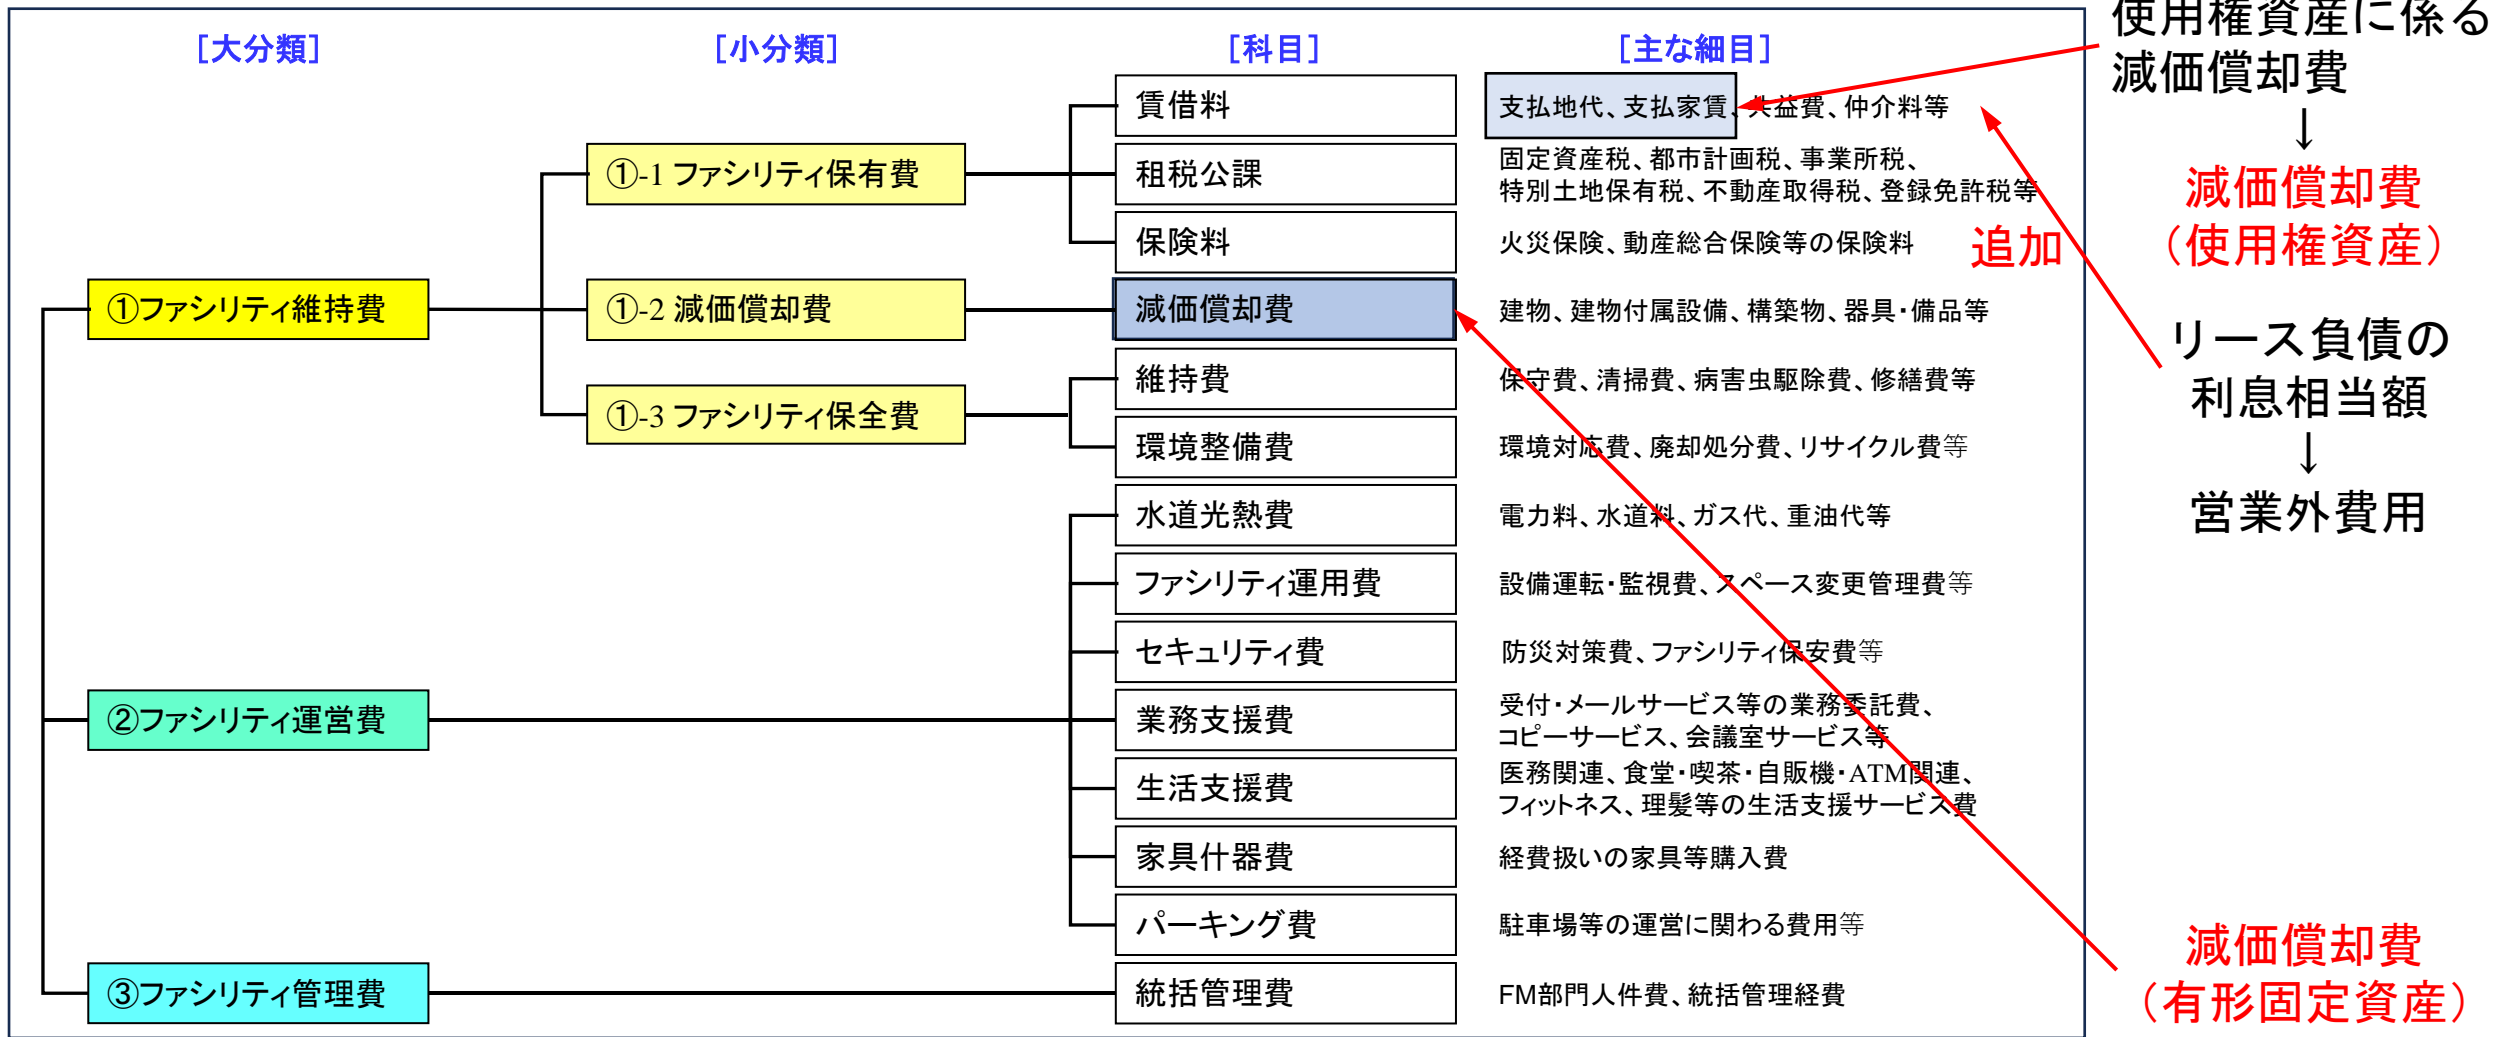 ［大分類］
［小分類］
［科目］
［主な細目］
賃借料
支払地代、支払家賃、共益費、仲介料等
①-1 ファシリティ保有費
租税公課
固定資産税、都市計画税、事業所税、
特別土地保有税、不動産取得税、登録免許税等
保険料
火災保険、動産総合保険等の保険料
①ファシリティ維持費
①-2 減価償却費
減価償却費
建物、建物付属設備、構築物、器具・備品等
①-3 ファシリティ保全費
維持費
保守費、清掃費、病害虫駆除費、修繕費等
環境整備費
環境対応費、廃却処分費、リサイクル費等
水道光熱費
電力料、水道料、ガス代、重油代等
ファシリティ運用費
設備運転・監視費、スペース変更管理費等
セキュリティ費
防災対策費、ファシリティ保安費等
②ファシリティ運営費
業務支援費
受付・メールサービス等の業務委託費、
コピーサービス、会議室サービス等
生活支援費
医務関連、食堂・喫茶・自販機・ATM関連、
フィットネス、理髪等の生活支援サービス費
家具什器費
経費扱いの家具等購入費
パーキング費
駐車場等の運営に関わる費用等
③ファシリティ管理費
統括管理費
FM部門人件費、統括管理経費
使用権資産に係る
減価償却費
↓
減価償却費
（使用権資産）
追加
リース負債の
利息相当額
↓
営業外費用
減価償却費
（有形固定資産）